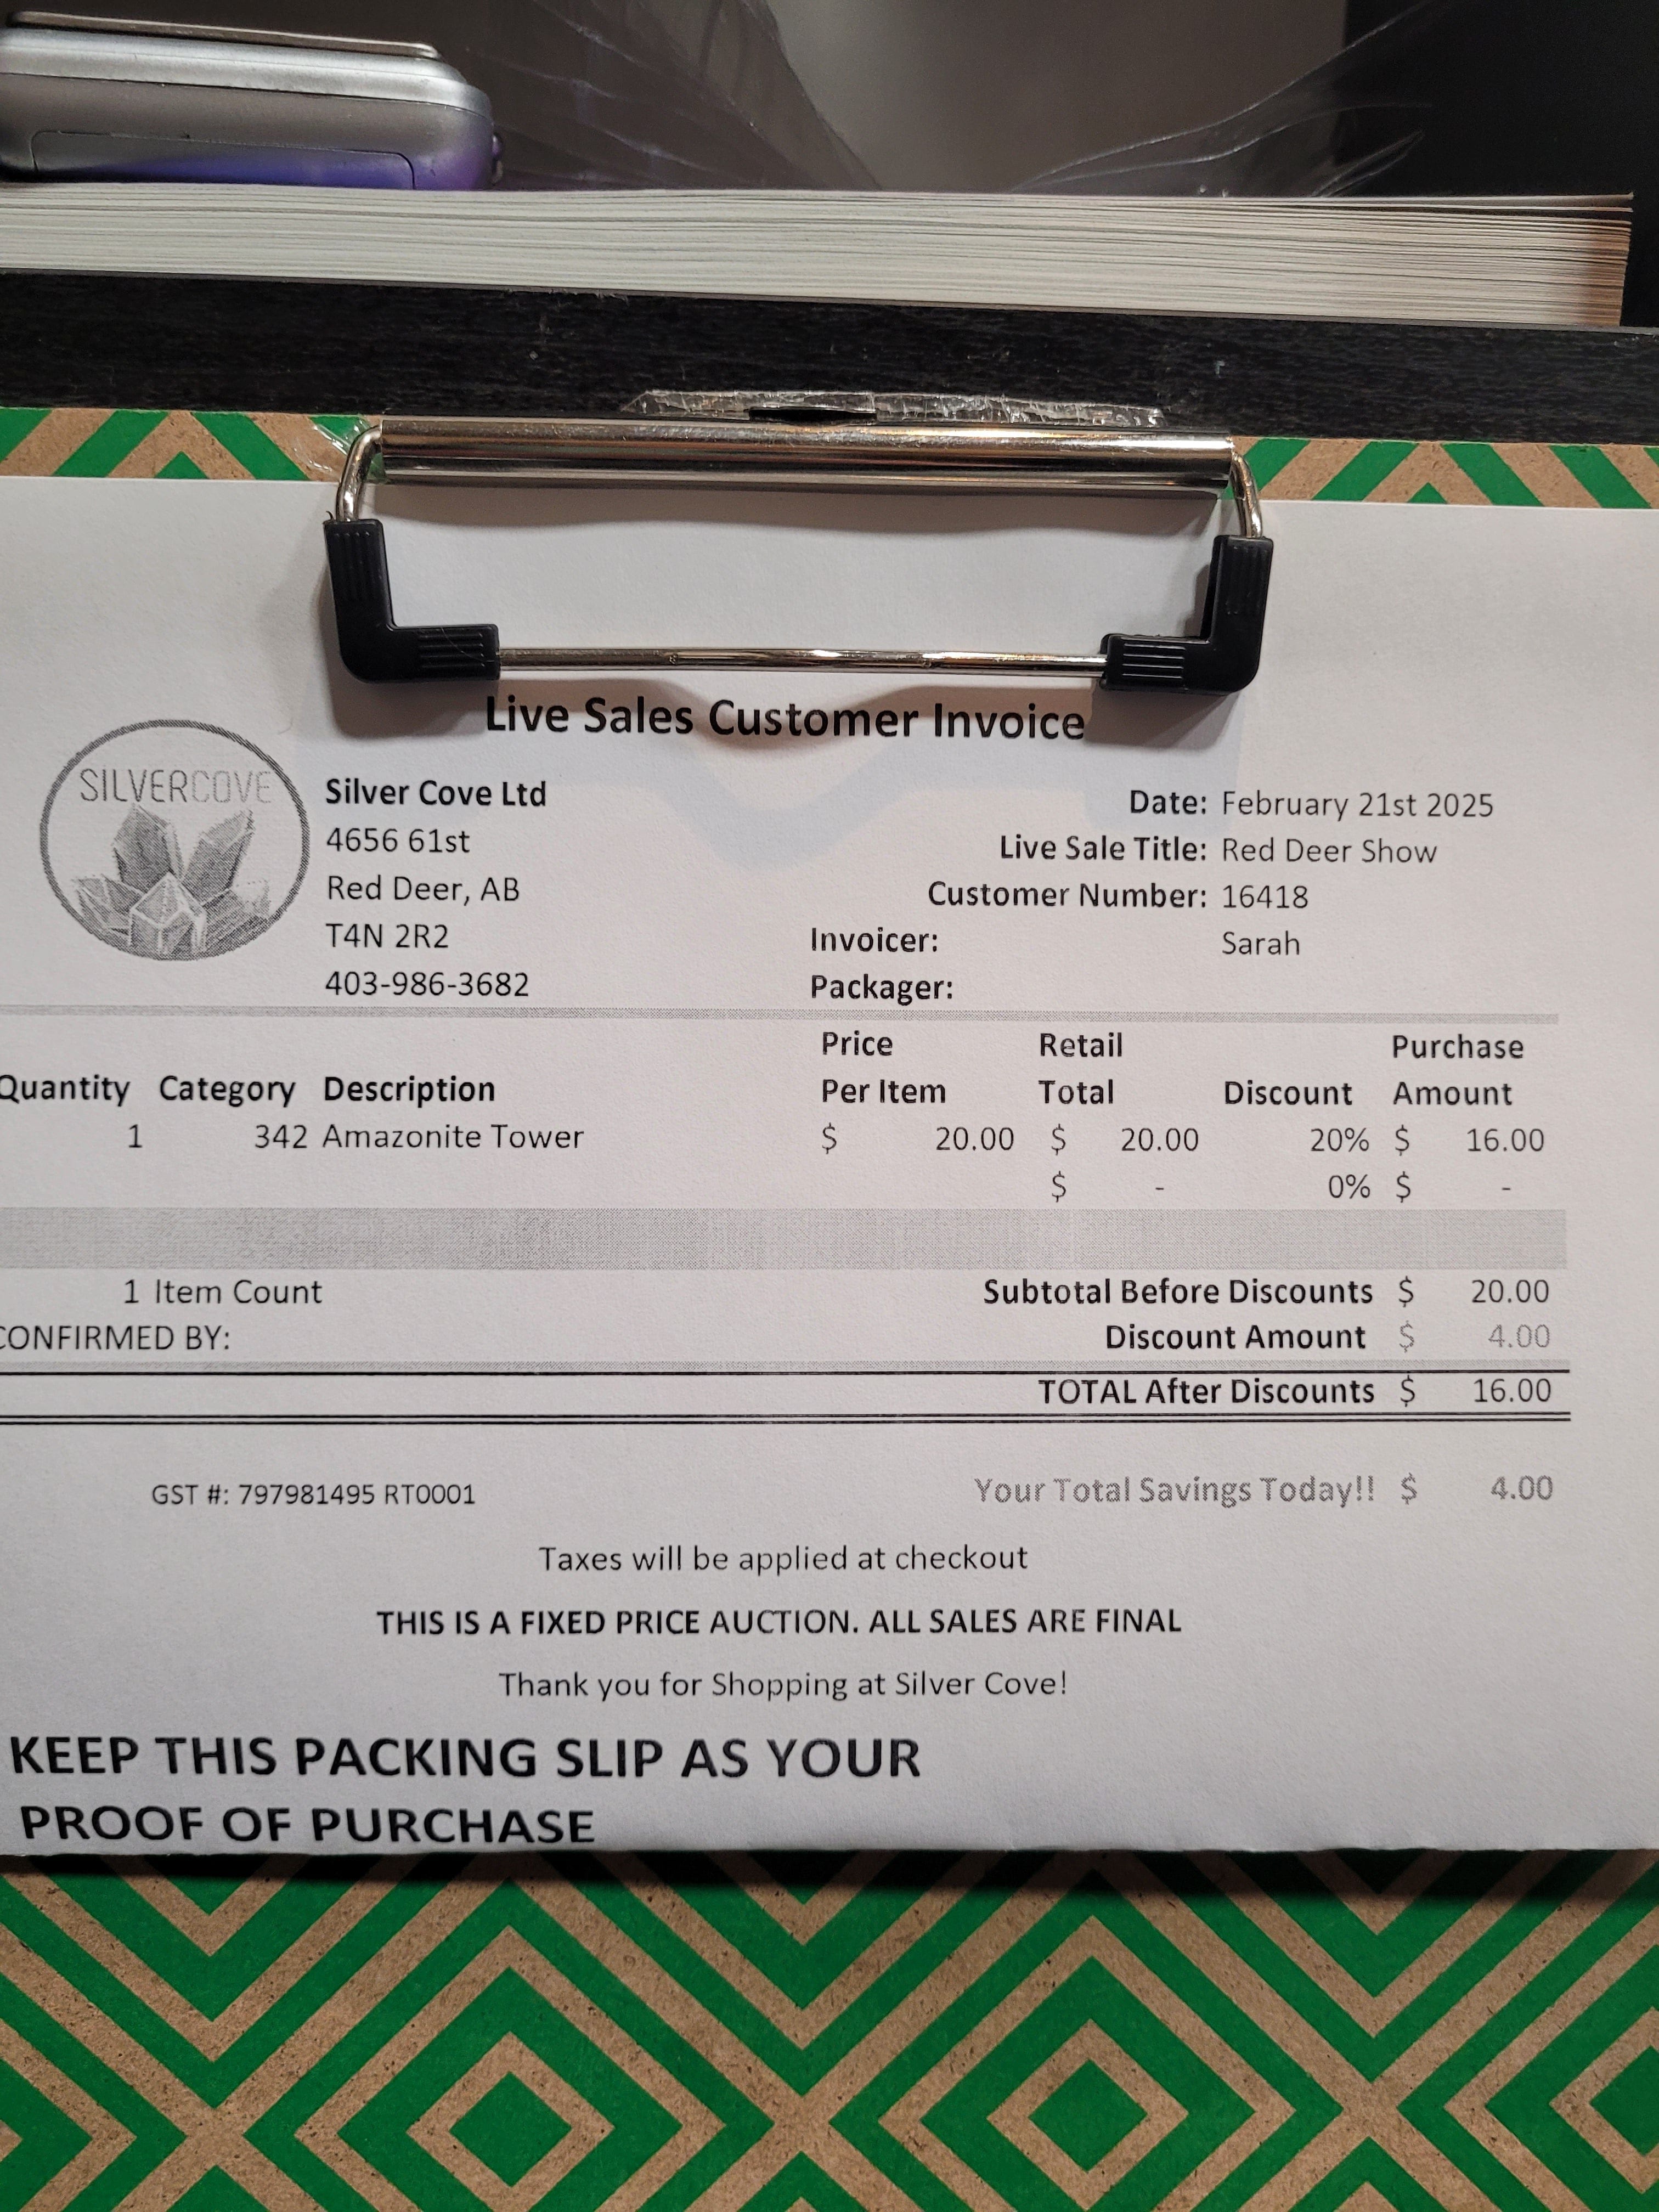 Live Sales Customer Invoice
SILVERCOVE
Silver Cove Ltd
4656 61st
Red Deer, AB
T4N 2R2
403-986-3682
Date: February 21st 2025
Live Sale Title: Red Deer Show
Customer Number: 16418
Invoicer: Sarah
Packager:
Price Retail Purchase
Quantity Category Description Per Item Total Discount Amount
1 342 Amazonite Tower $ 20.00 $ 20.00 20% $ 16.00
$ - 0% $ -
1 Item Count Subtotal Before Discounts $ 20.00
CONFIRMED BY: Discount Amount $ 4.00
TOTAL After Discounts $ 16.00
GST #: 797981495 RT0001 Your Total Savings Today!! $ 4.00
Taxes will be applied at checkout
THIS IS A FIXED PRICE AUCTION. ALL SALES ARE FINAL
Thank you for Shopping at Silver Cove!
KEEP THIS PACKING SLIP AS YOUR
PROOF OF PURCHASE